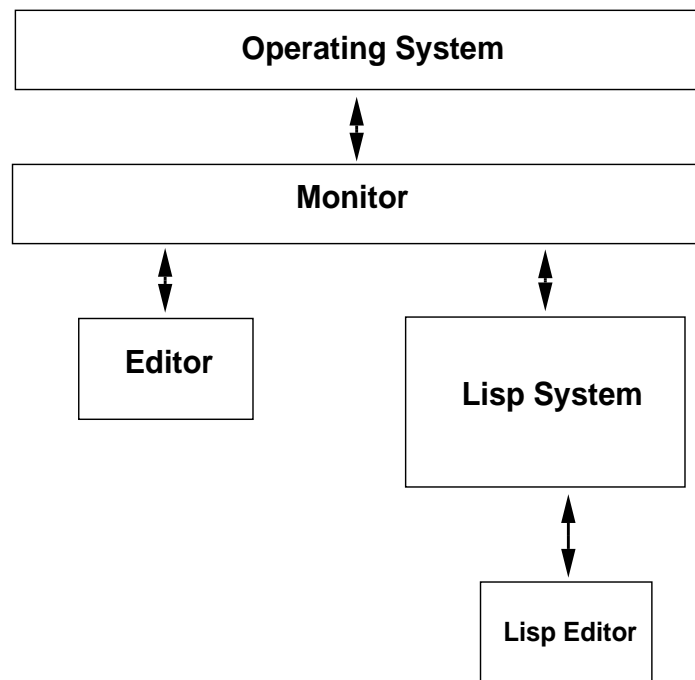 Operating System
Monitor
Editor
Lisp System
Lisp Editor